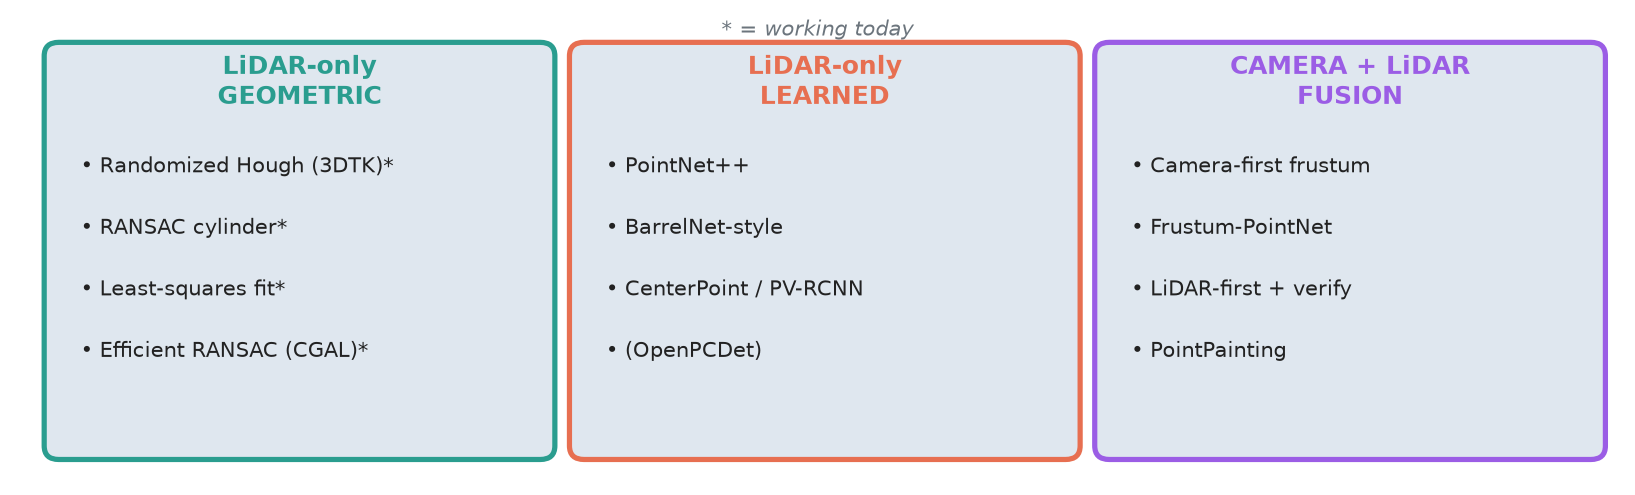 * = working today
LiDAR-only
GEOMETRIC
• Randomized Hough (3DTK)*
• RANSAC cylinder*
• Least-squares fit*
• Efficient RANSAC (CGAL)*
LiDAR-only
LEARNED
• PointNet++
• BarrelNet-style
• CenterPoint / PV-RCNN
• (OpenPCDet)
CAMERA + LiDAR
FUSION
• Camera-first frustum
• Frustum-PointNet
• LiDAR-first + verify
• PointPainting